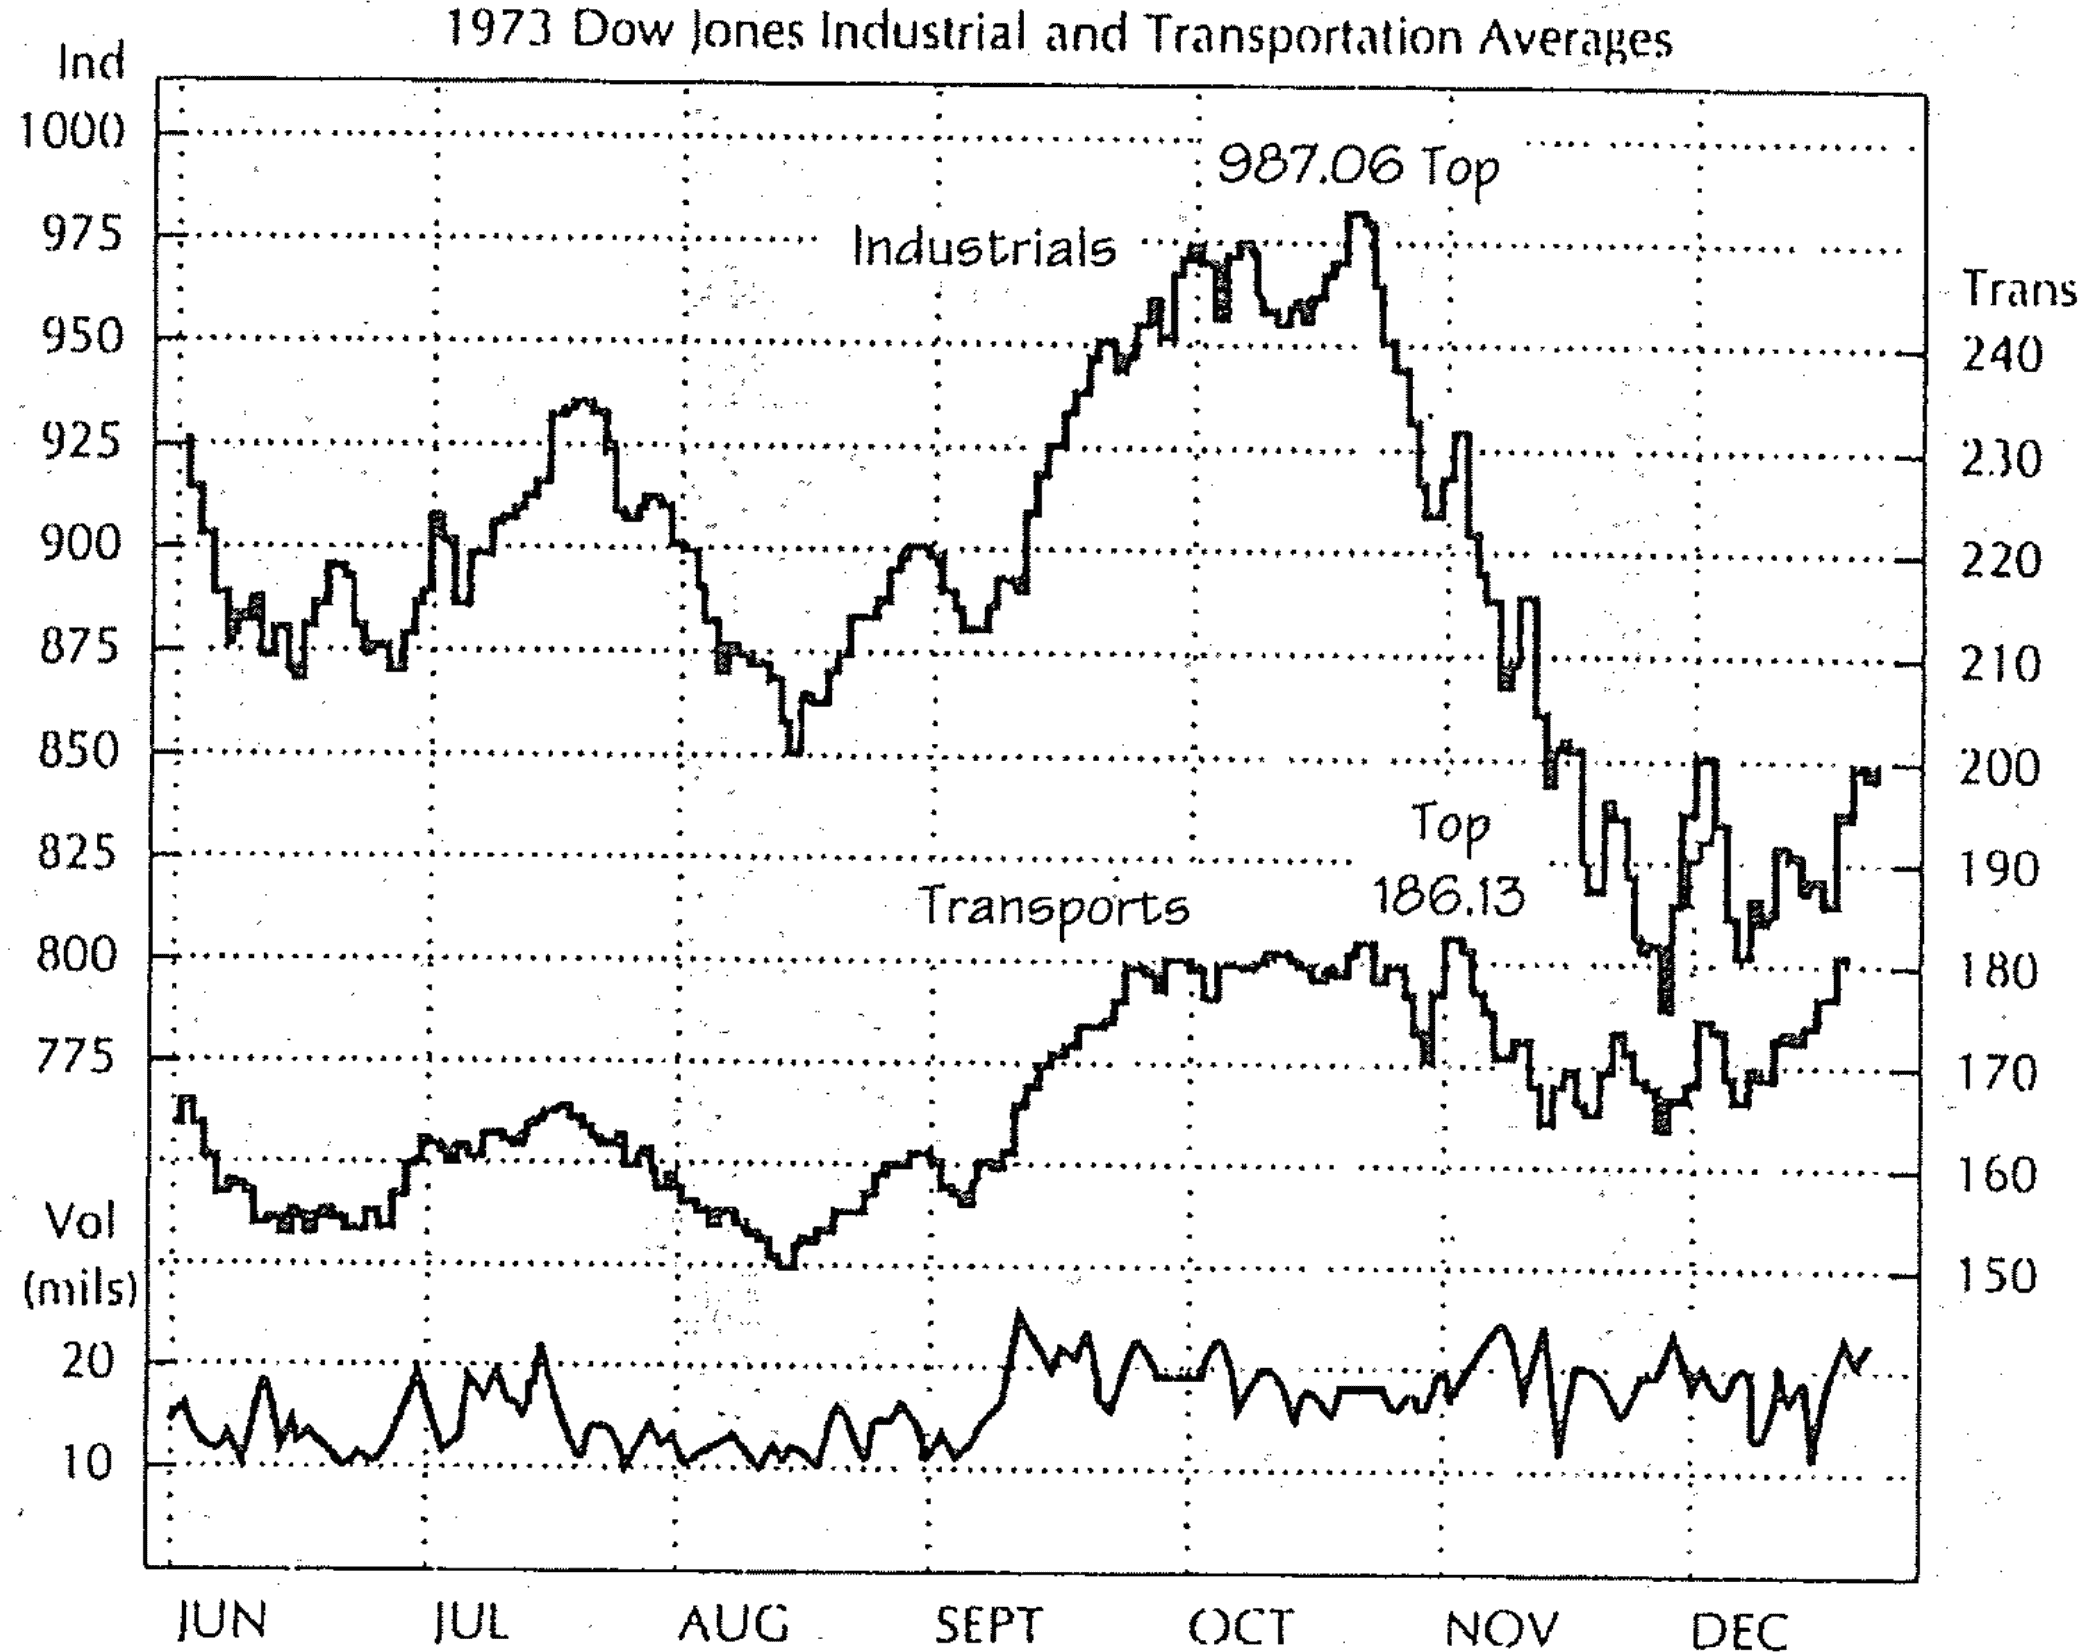 1973 Dow Jones Industrial and Transportation Averages
Ind
1000
975
950
925
900
875
850
825
800
775
Vol
(mils)
20
10
987.06 Top
Industrials
Top
186.13
Transports
Trans
240
230
220
210
200
190
180
170
160
150
JUN JUL AUG SEPT OCT NOV DEC